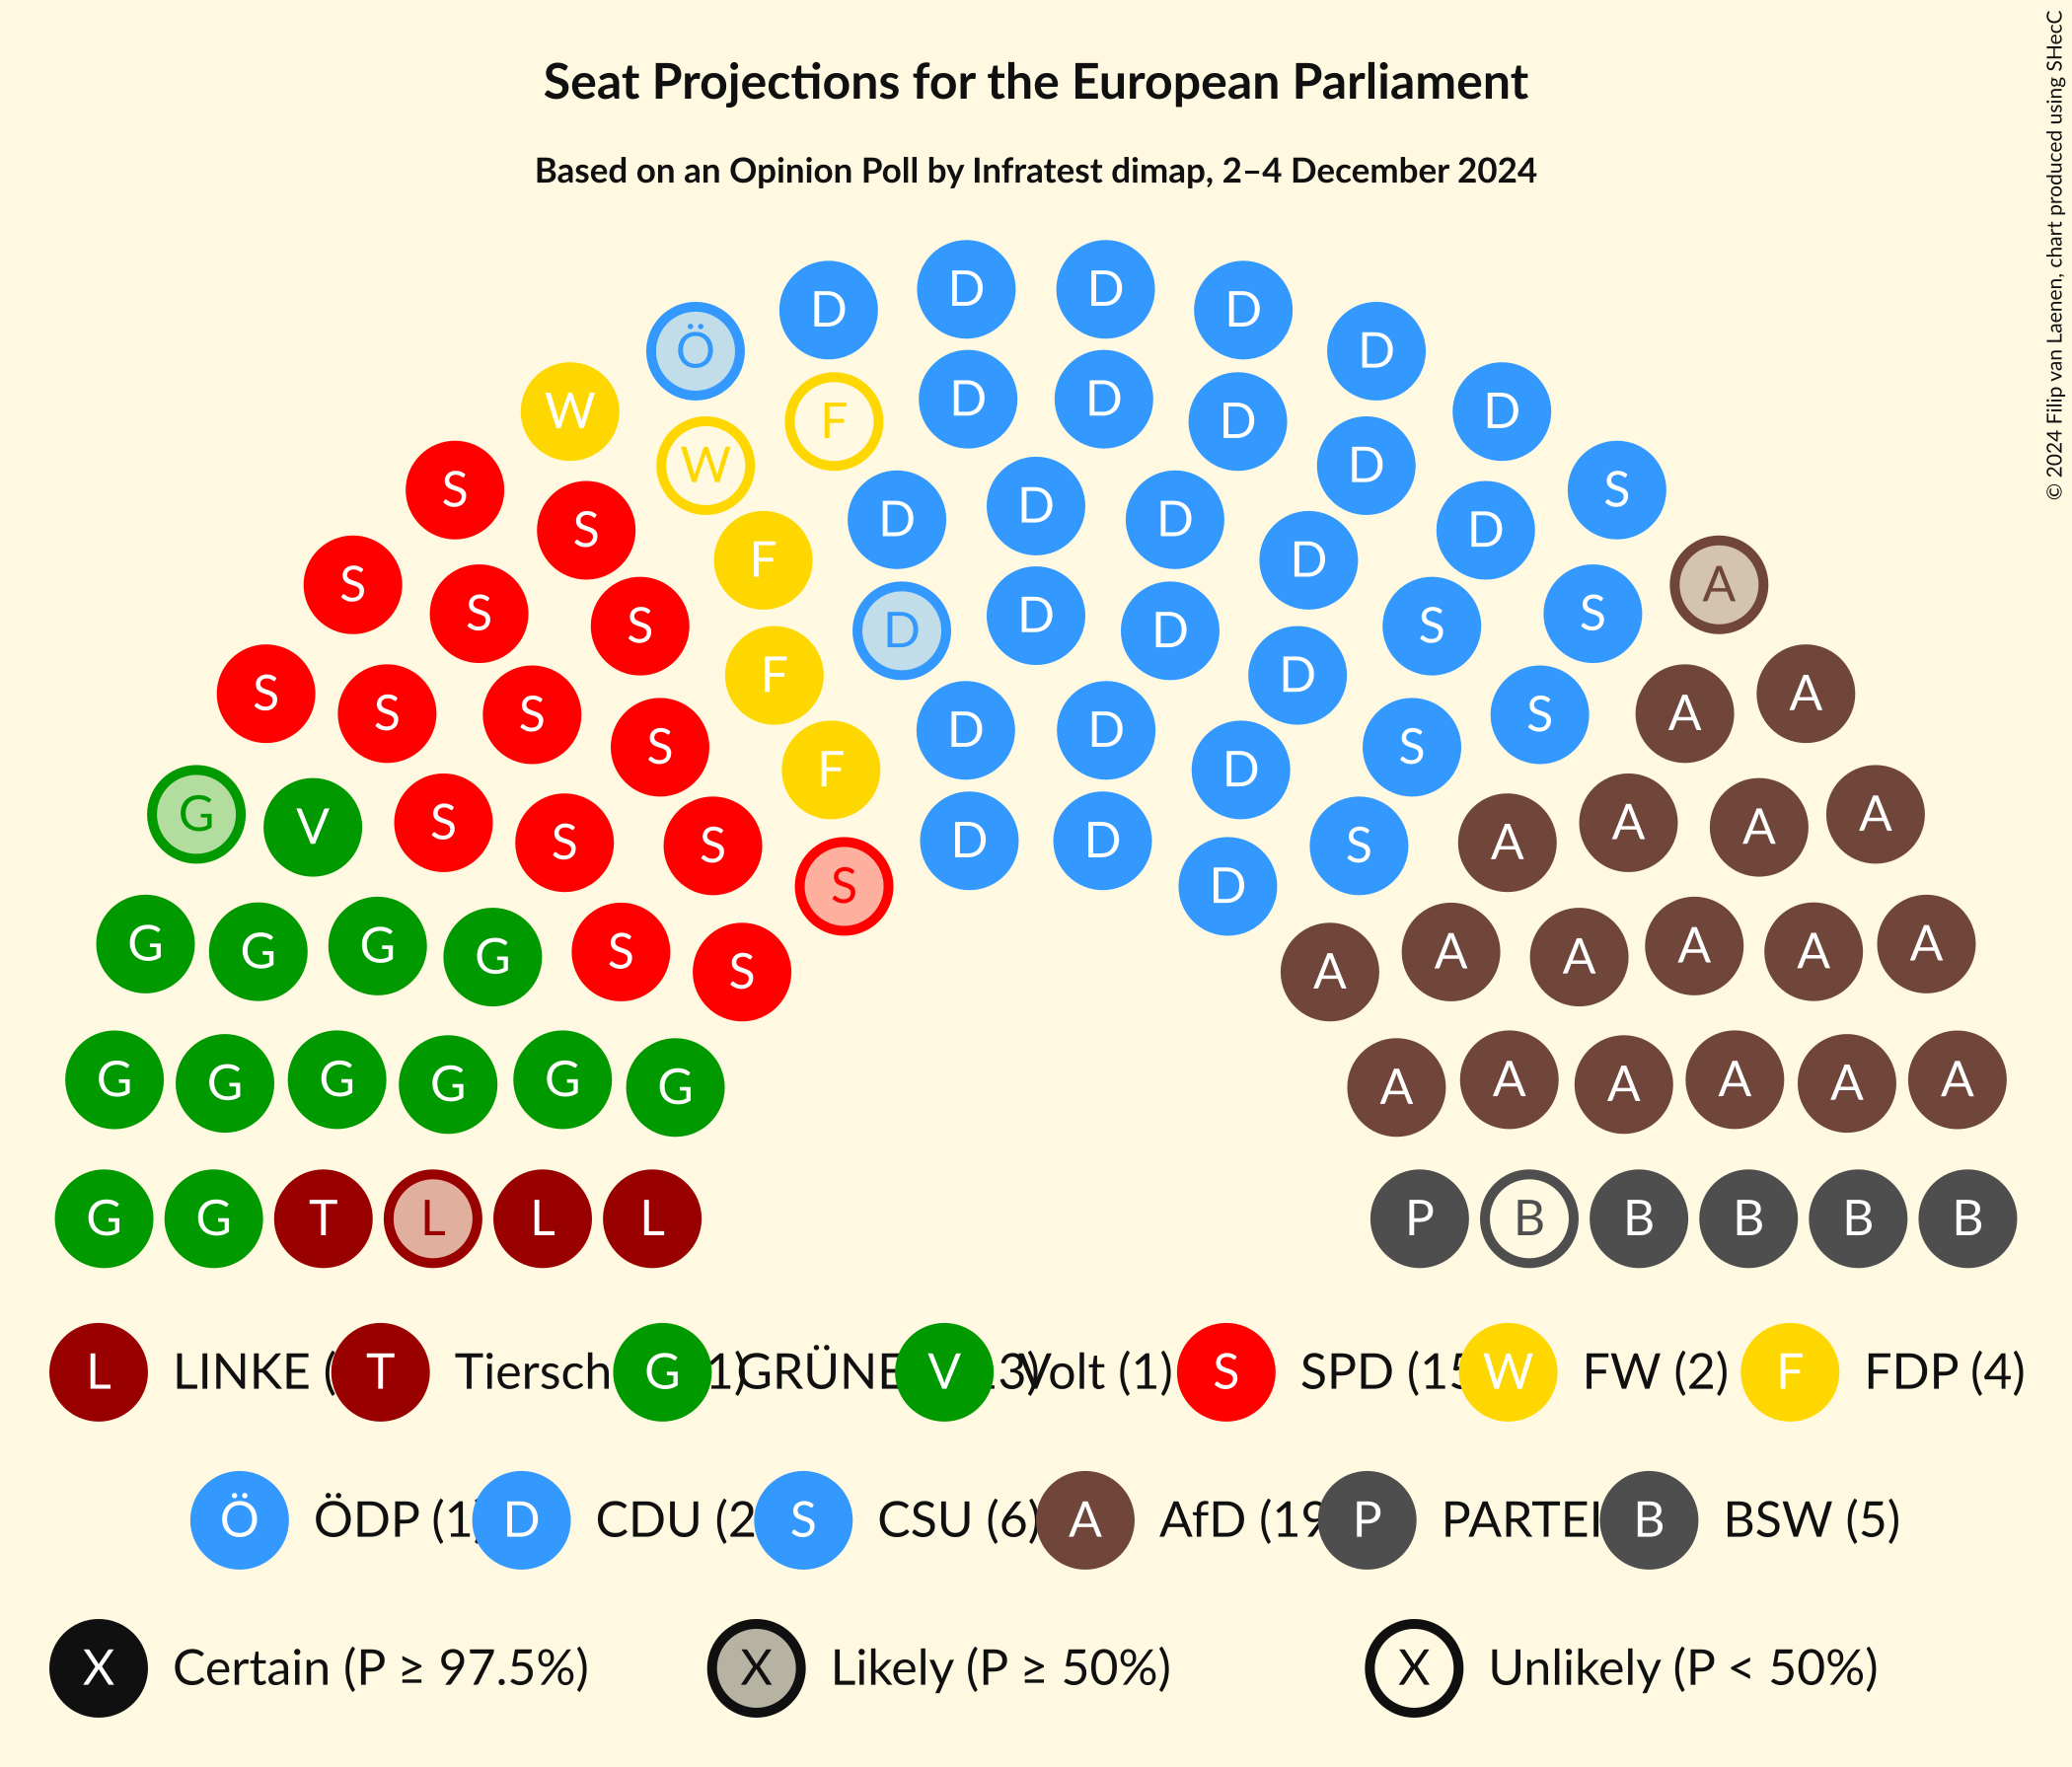 Seat Projections for the European Parliament
Based on an Opinion Poll by Infratest dimap, 2–4 December 2024
© 2024 Filip van Laenen, chart produced using SHecC
D D
D D
Ö D
D D
W D
F D
W D
S S
D
D D
S D
F D
S A
S D S
S D D S
F D
S A
S S S A
D D
S S
F D
G A
V S A A
S S D D S A
S D
G G G G S A A A A A
S A
G G G G G G A A A A A A
G G T L L L P B B B B B
L LINKE ( T Tiersch G 1) GRÜNE V 3) Volt (1) S SPD (15 W FW (2) F FDP (4)
Ö ÖDP (1 D CDU (2 S CSU (6) A AfD (19 P PARTEI B BSW (5)
X Certain (P ≥ 97.5%) X Likely (P ≥ 50%) X Unlikely (P < 50%)